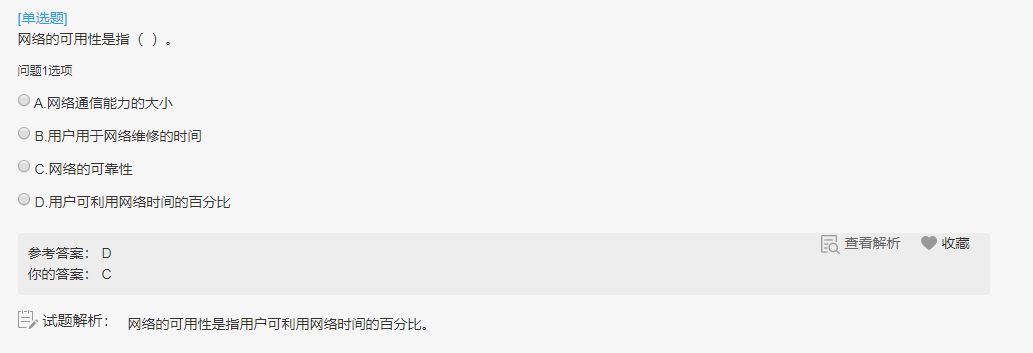 [单选题]
网络的可用性是指（ ）。
问题1选项
A.网络通信能力的大小
B.用户用于网络维修的时间
C.网络的可靠性
D.用户可利用网络时间的百分比
参考答案： D 查看解析 收藏
你的答案： C
试题解析： 网络的可用性是指用户可利用网络时间的百分比。